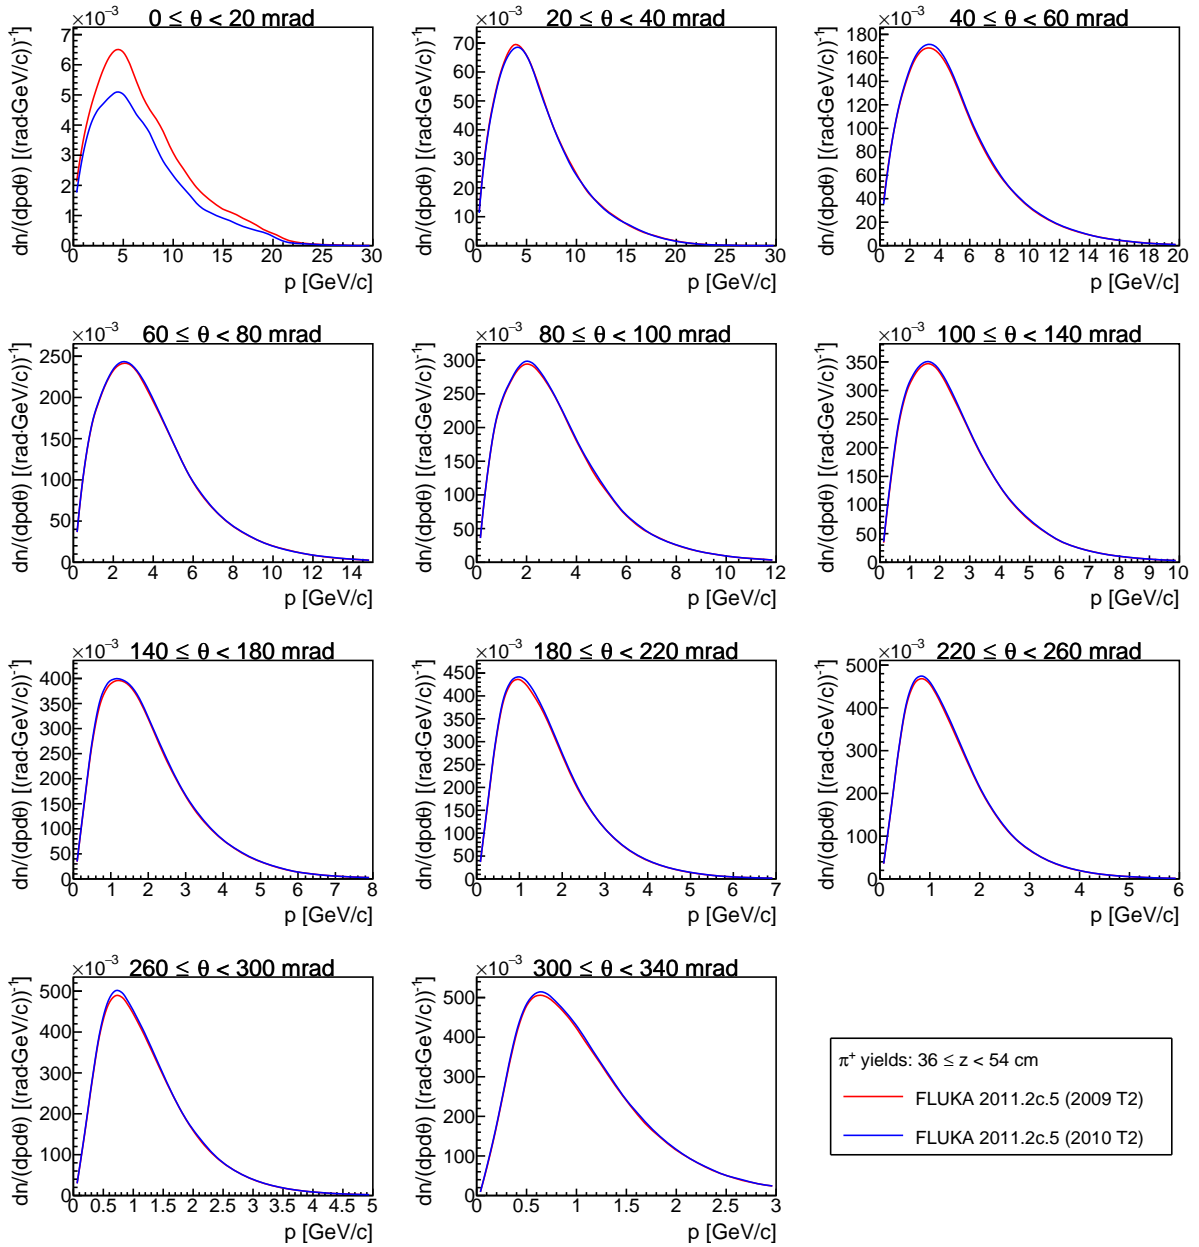 ×10⁻³ 0 ≤ θ < 20 mrad
dn/(dpdθ) [(rad·GeV/c))⁻¹]
7
6
5
4
3
2
1
0
0 5 10 15 20 25 30
p [GeV/c]
×10⁻³ 20 ≤ θ < 40 mrad
dn/(dpdθ) [(rad·GeV/c))⁻¹]
70
60
50
40
30
20
10
0
0 5 10 15 20 25 30
p [GeV/c]
×10⁻³ 40 ≤ θ < 60 mrad
dn/(dpdθ) [(rad·GeV/c))⁻¹]
180
160
140
120
100
80
60
40
20
0
0 2 4 6 8 10 12 14 16 18 20
p [GeV/c]
×10⁻³ 60 ≤ θ < 80 mrad
dn/(dpdθ) [(rad·GeV/c))⁻¹]
250
200
150
100
50
0
0 2 4 6 8 10 12 14
p [GeV/c]
×10⁻³ 80 ≤ θ < 100 mrad
dn/(dpdθ) [(rad·GeV/c))⁻¹]
300
250
200
150
100
50
0
0 2 4 6 8 10 12
p [GeV/c]
×10⁻³ 100 ≤ θ < 140 mrad
dn/(dpdθ) [(rad·GeV/c))⁻¹]
350
300
250
200
150
100
50
0
0 1 2 3 4 5 6 7 8 9 10
p [GeV/c]
×10⁻³ 140 ≤ θ < 180 mrad
dn/(dpdθ) [(rad·GeV/c))⁻¹]
400
350
300
250
200
150
100
50
0
0 1 2 3 4 5 6 7 8
p [GeV/c]
×10⁻³ 180 ≤ θ < 220 mrad
dn/(dpdθ) [(rad·GeV/c))⁻¹]
450
400
350
300
250
200
150
100
50
0
0 1 2 3 4 5 6 7
p [GeV/c]
×10⁻³ 220 ≤ θ < 260 mrad
dn/(dpdθ) [(rad·GeV/c))⁻¹]
500
400
300
200
100
0
0 1 2 3 4 5 6
p [GeV/c]
×10⁻³ 260 ≤ θ < 300 mrad
dn/(dpdθ) [(rad·GeV/c))⁻¹]
500
400
300
200
100
0
0 0.5 1 1.5 2 2.5 3 3.5 4 4.5 5
p [GeV/c]
×10⁻³ 300 ≤ θ < 340 mrad
dn/(dpdθ) [(rad·GeV/c))⁻¹]
500
400
300
200
100
0
0 0.5 1 1.5 2 2.5 3
p [GeV/c]
π⁺ yields: 36 ≤ z < 54 cm
FLUKA 2011.2c.5 (2009 T2)
FLUKA 2011.2c.5 (2010 T2)